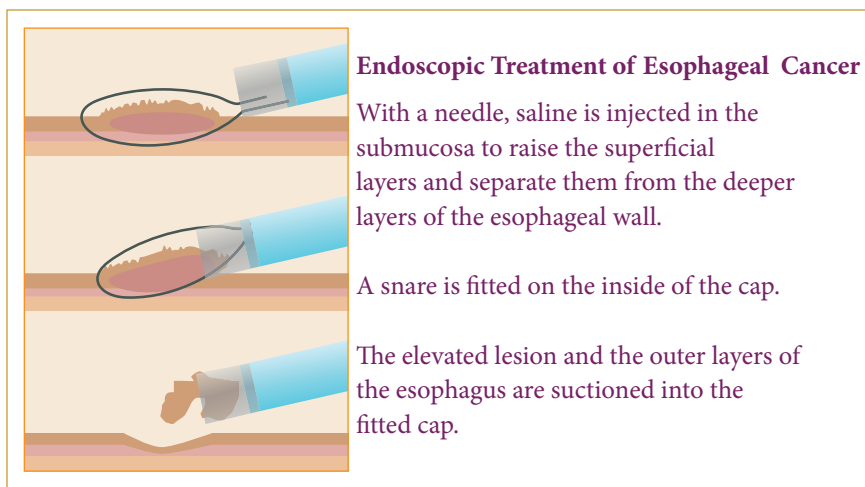 Endoscopic Treatment of Esophageal Cancer
With a needle, saline is injected in the
submucosa to raise the superficial
layers and separate them from the deeper
layers of the esophageal wall.
A snare is fitted on the inside of the cap.
The elevated lesion and the outer layers of
the esophagus are suctioned into the
fitted cap.